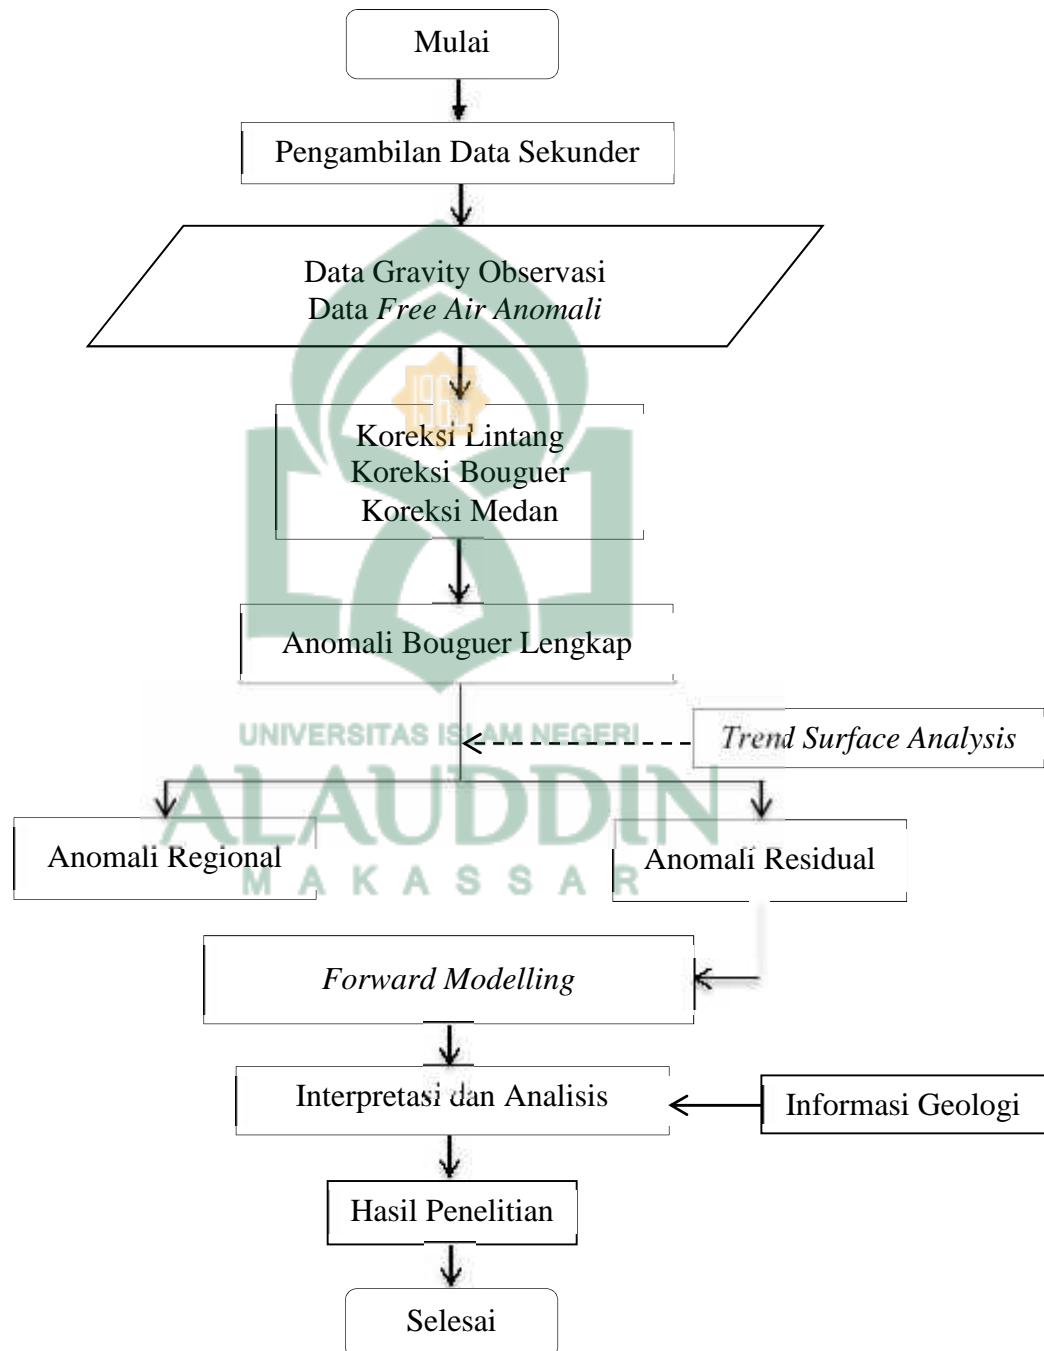 Mulai
Pengambilan Data Sekunder
Data Gravity Observasi
Data Free Air Anomali
1965
Koreksi Lintang
Koreksi Bouguer
Koreksi Medan
Anomali Bouguer Lengkap
UNIVERSITAS ISLAM NEGERI
Trend Surface Analysis
ALAUDDIN
Anomali Regional
Anomali Residual
MAKASSAR
Forward Modelling
Interpretasi dan Analisis
Informasi Geologi
Hasil Penelitian
Selesai